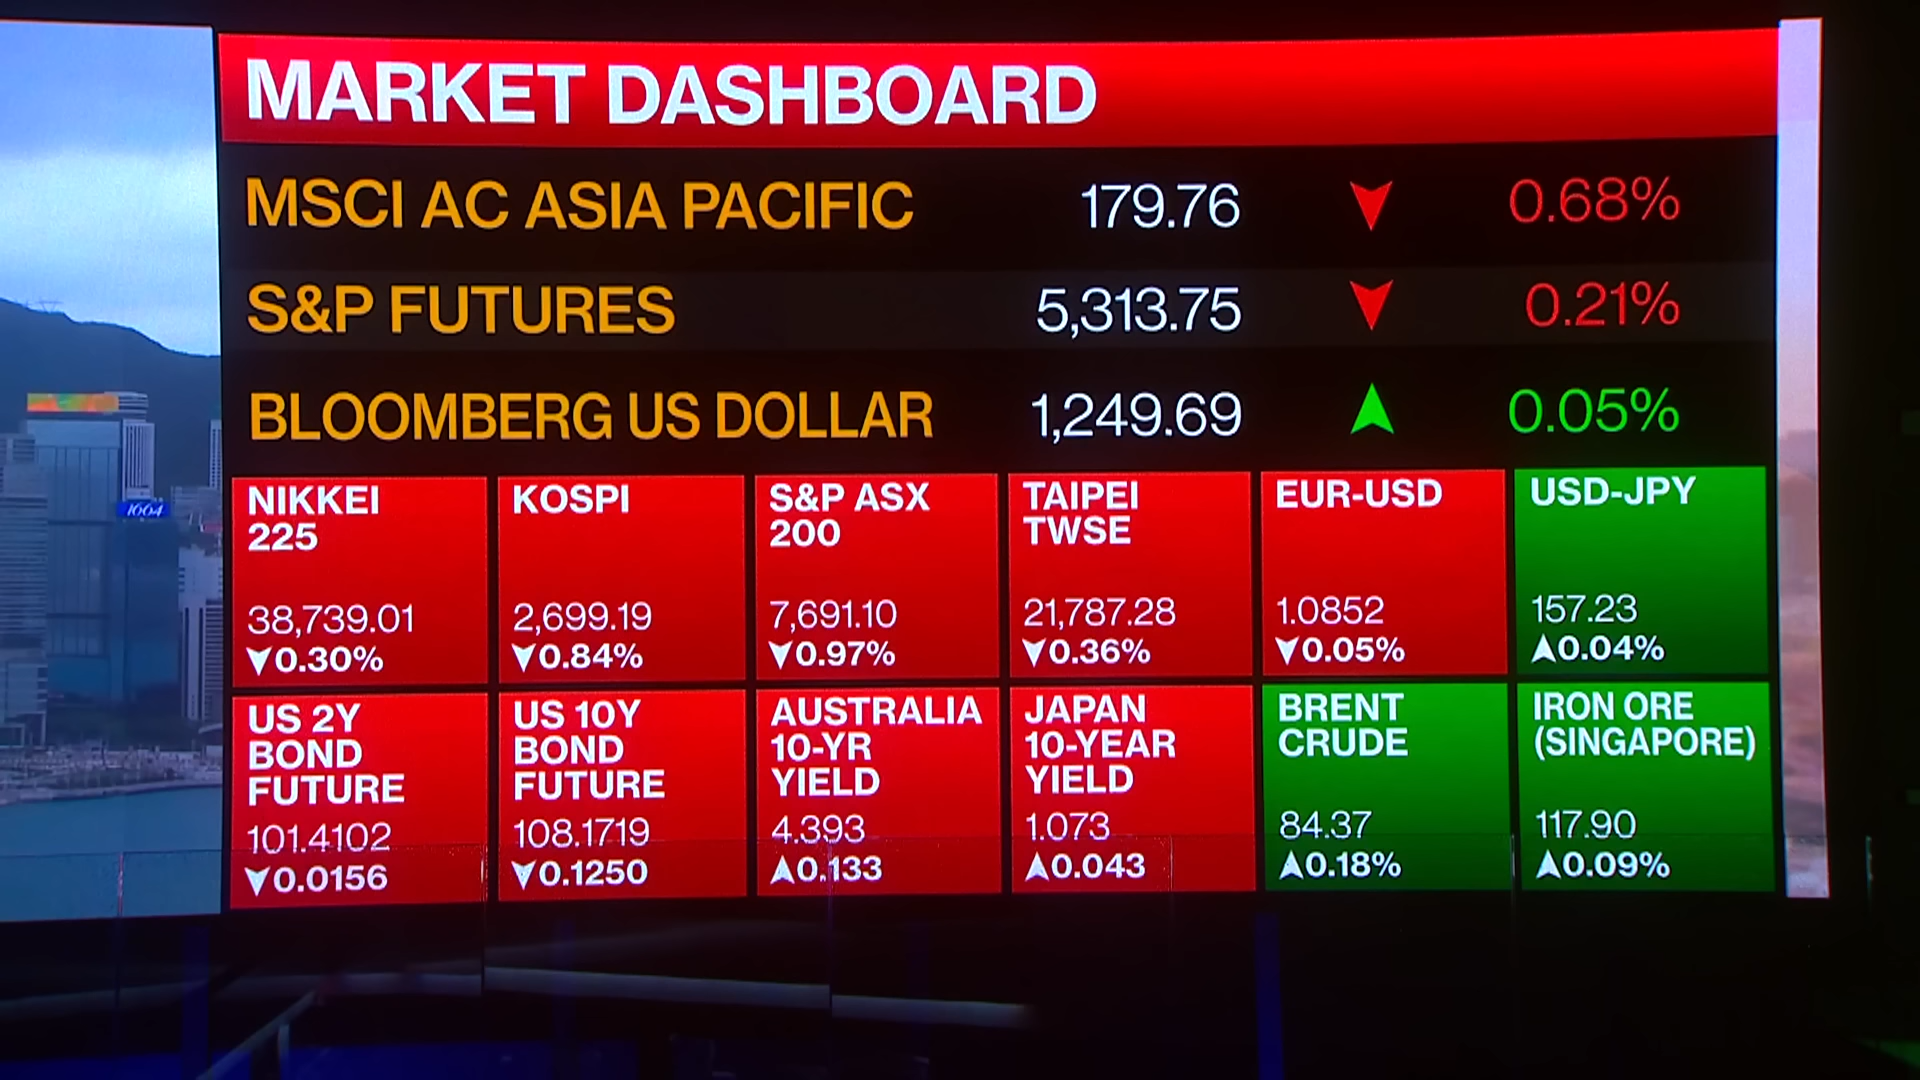 MARKET DASHBOARD
MSCI AC ASIA PACIFIC 179.76 ▼ 0.68%
S&P FUTURES 5,313.75 ▼ 0.21%
BLOOMBERG US DOLLAR 1,249.69 ▲ 0.05%
NIKKEI
225
38,739.01
▼0.30%
KOSPI
2,699.19
▼0.84%
S&P ASX
200
7,691.10
▼0.97%
TAIPEI
TWSE
21,787.28
▼0.36%
EUR-USD
1.0852
▼0.05%
USD-JPY
157.23
▲0.04%
US 2Y
BOND
FUTURE
101.4102
▼0.0156
US 10Y
BOND
FUTURE
108.1719
▼0.1250
AUSTRALIA
10-YR
YIELD
4.393
▲0.133
JAPAN
10-YEAR
YIELD
1.073
▲0.043
BRENT
CRUDE
84.37
▲0.18%
IRON ORE
(SINGAPORE)
117.90
▲0.09%
1664